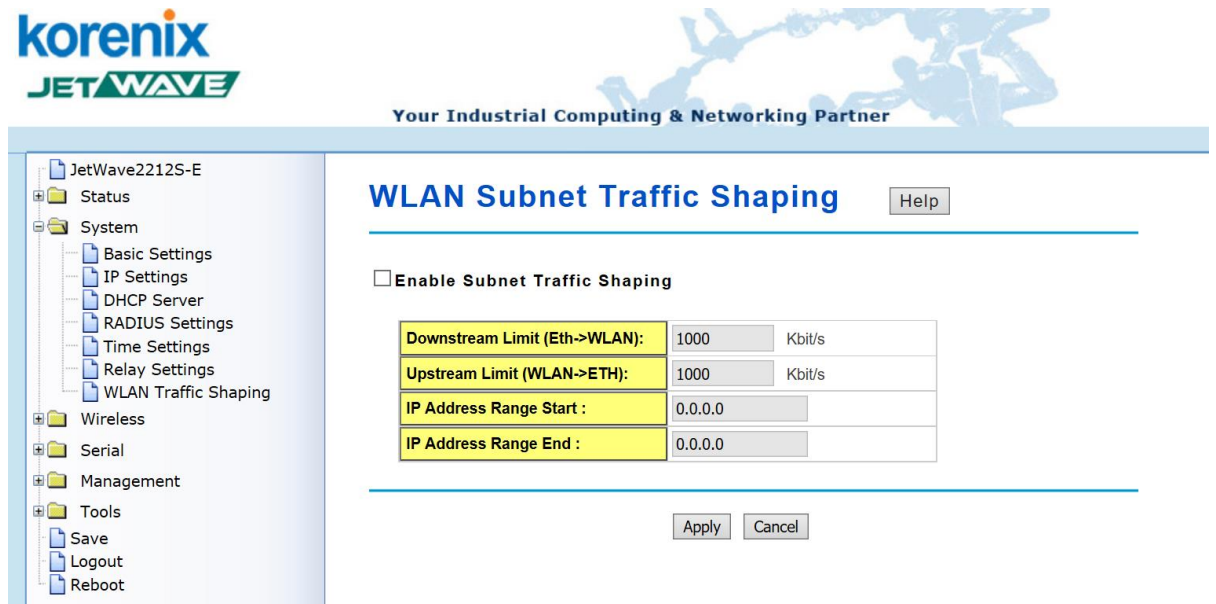 korenix
JETWAVE
Your Industrial Computing & Networking Partner
JetWave2212S-E
Status
System
Basic Settings
IP Settings
DHCP Server
RADIUS Settings
Time Settings
Relay Settings
WLAN Traffic Shaping
Wireless
Serial
Management
Tools
Save
Logout
Reboot
WLAN Subnet Traffic Shaping Help
Enable Subnet Traffic Shaping
Downstream Limit (Eth->WLAN): 1000 Kbit/s
Upstream Limit (WLAN->ETH): 1000 Kbit/s
IP Address Range Start : 0.0.0.0
IP Address Range End : 0.0.0.0
Apply Cancel